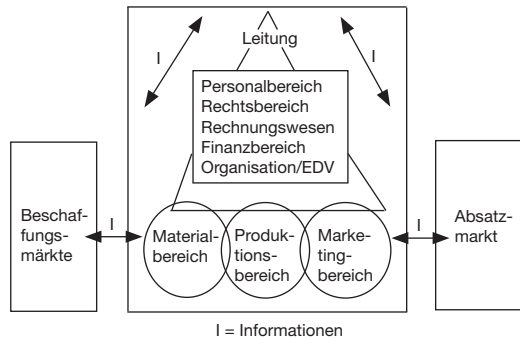 I
Leitung
I
Personalbereich
Rechtsbereich
Rechnungswesen
Finanzbereich
Organisation/EDV
Beschaf-
fungs-
märkte
I
Material-
bereich
Produk-
tions-
bereich
Marke-
ting-
bereich
I
Absatz-
markt
I = Informationen